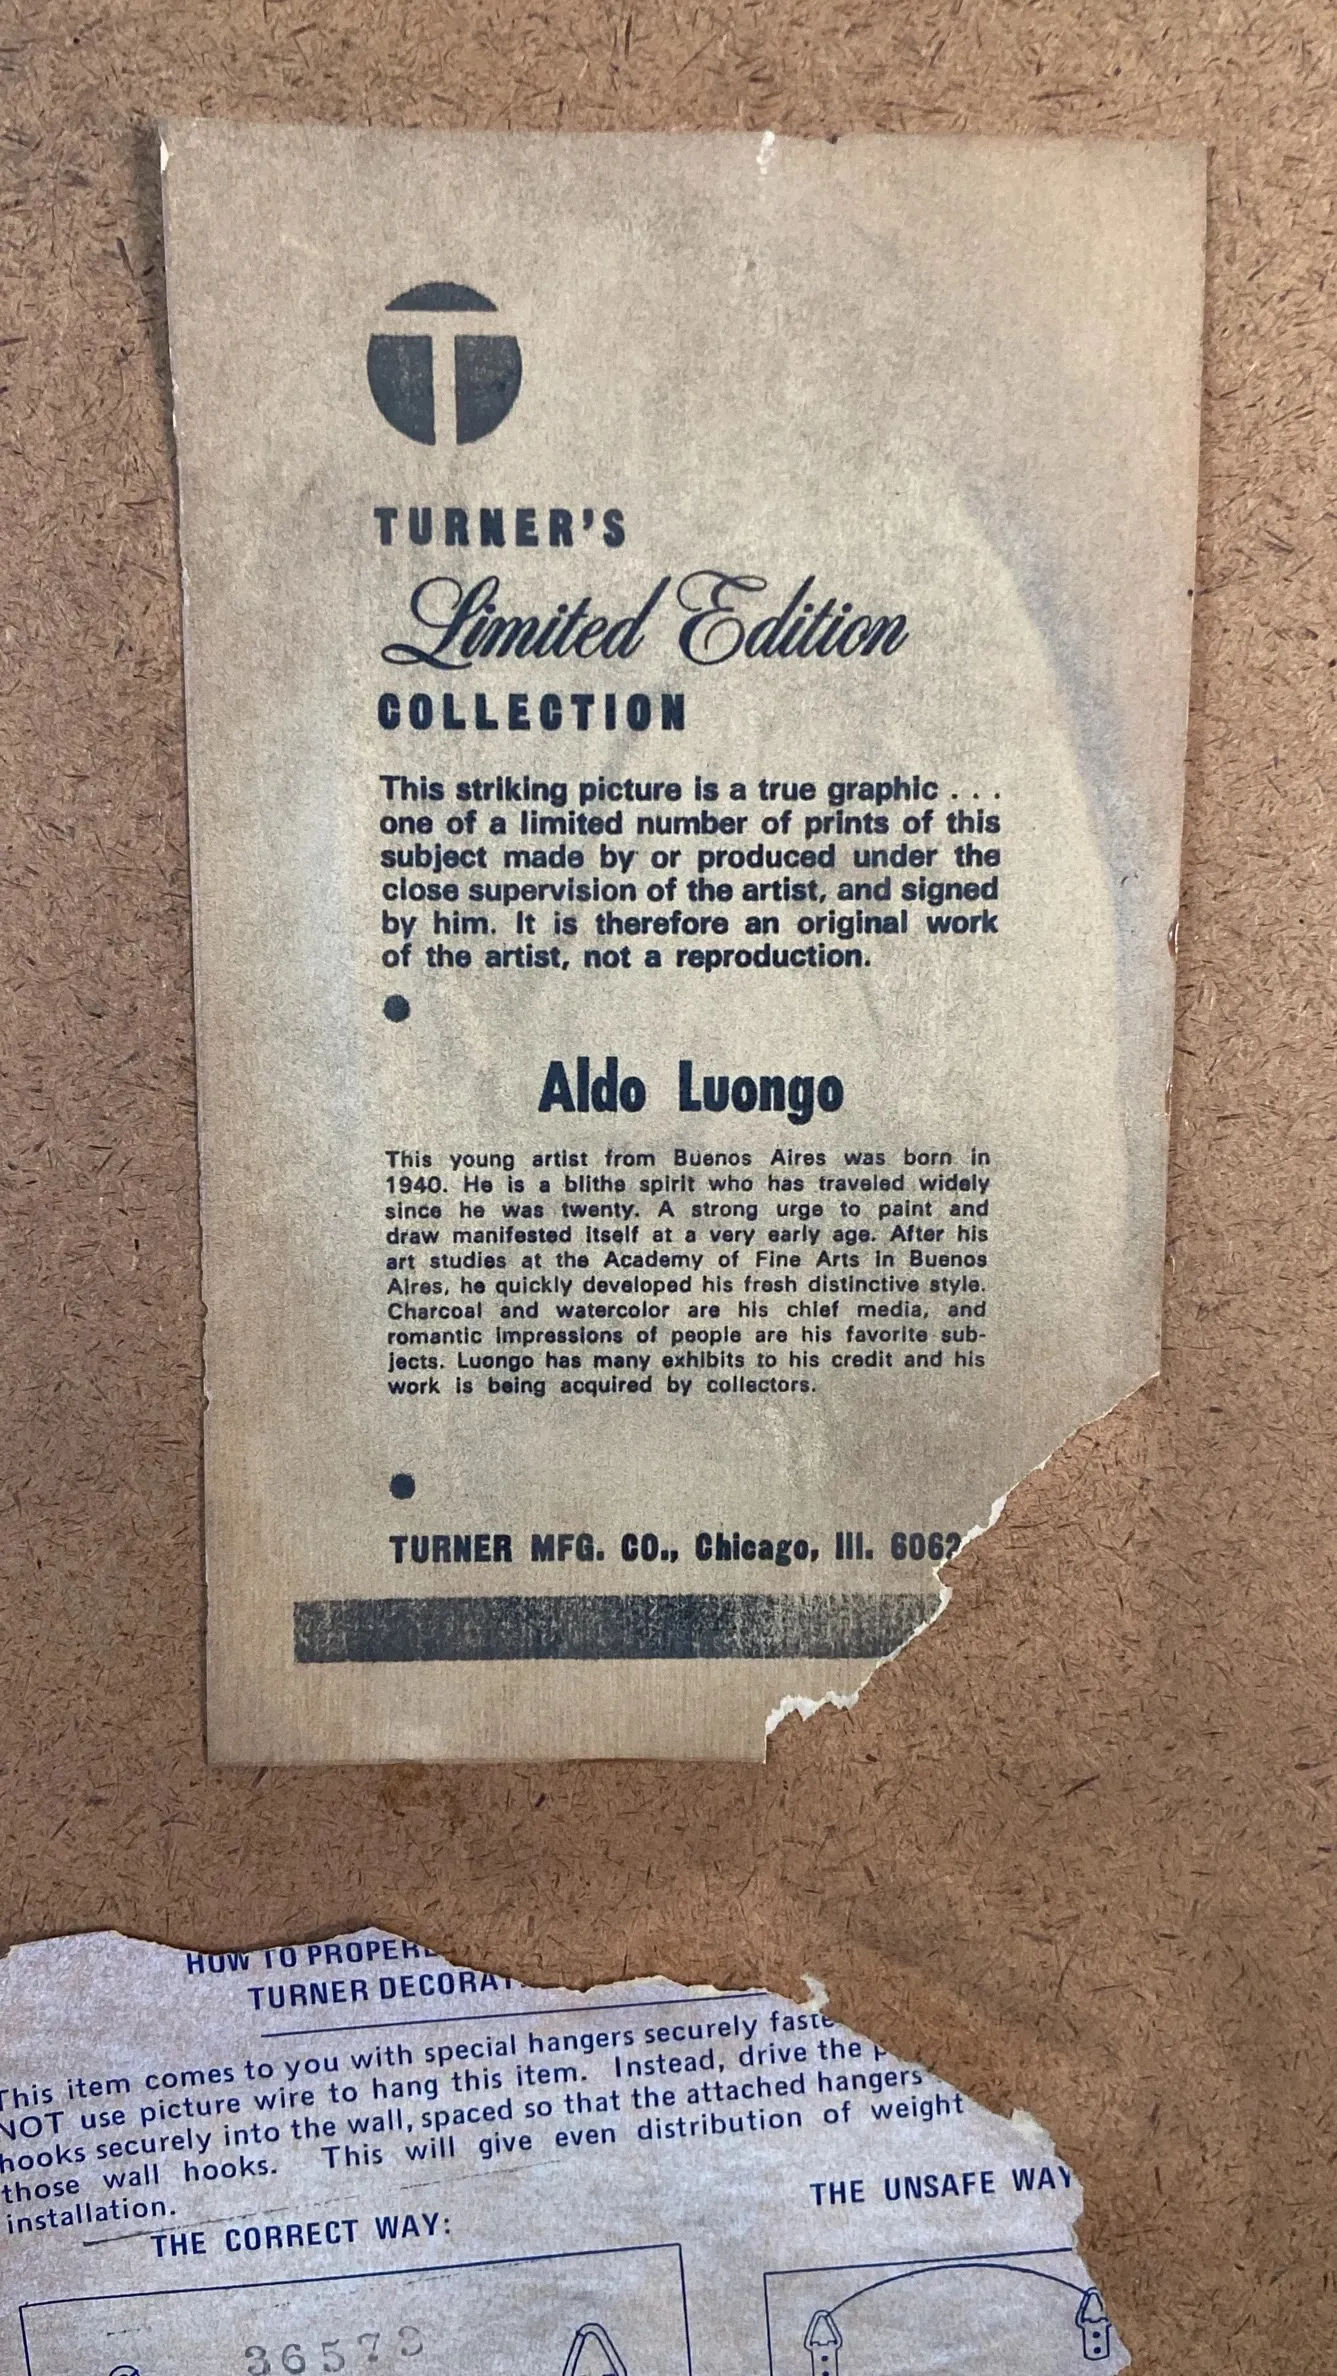 T
TURNER'S
Limited Edition
COLLECTION
This striking picture is a true graphic . . .
one of a limited number of prints of this
subject made by or produced under the
close supervision of the artist, and signed
by him. It is therefore an original work
of the artist, not a reproduction.
Aldo Luongo
This young artist from Buenos Aires was born in
1940. He is a blithe spirit who has traveled widely
since he was twenty. A strong urge to paint and
draw manifested itself at a very early age. After his
art studies at the Academy of Fine Arts in Buenos
Aires, he quickly developed his fresh distinctive style.
Charcoal and watercolor are his chief media, and
romantic impressions of people are his favorite sub-
jects. Luongo has many exhibits to his credit and his
work is being acquired by collectors.
TURNER MFG. CO., Chicago, Ill. 6062
HOW TO PROPER
TURNER DECORAT
This item comes to you with special hangers securely faste
NOT use picture wire to hang this item. Instead, drive the
hooks securely into the wall, spaced so that the attached hangers
those wall hooks. This will give even distribution of weight
installation.
THE UNSAFE WAY
THE CORRECT WAY:
36573